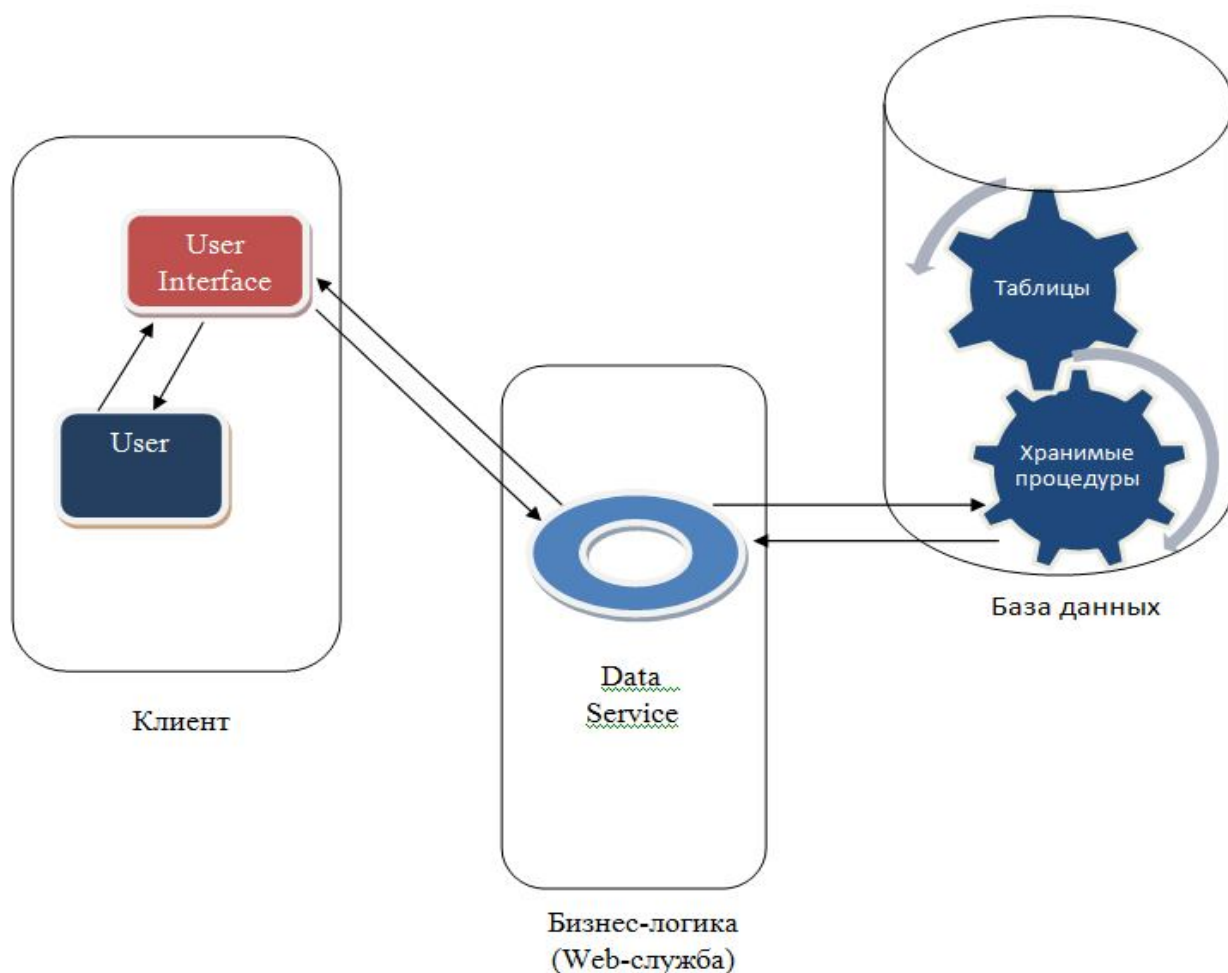 User
Interface
User
Клиент
Data
Service
Бизнес-логика
(Web-служба)
Таблицы
Хранимые
процедуры
База данных